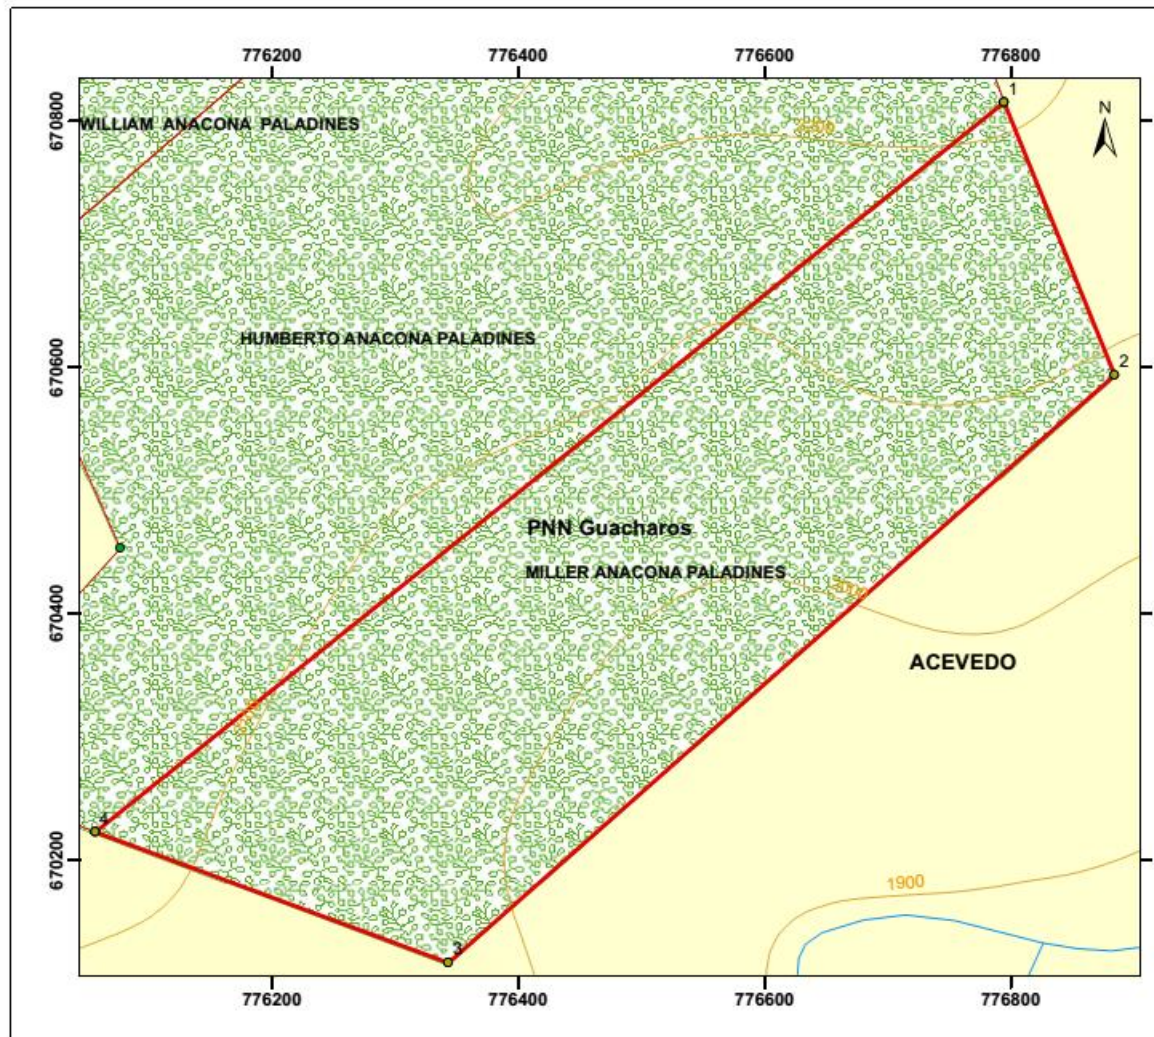 776200 776400 776600 776800
1
N
670800
WILLIAM ANACONA PALADINES
HUMBERTO ANACONA PALADINES
670600
2
PNN Guacharos
MILLER ANACONA PALADINES
2000
670400
ACEVEDO
4
670200
1900
3
776200 776400 776600 776800